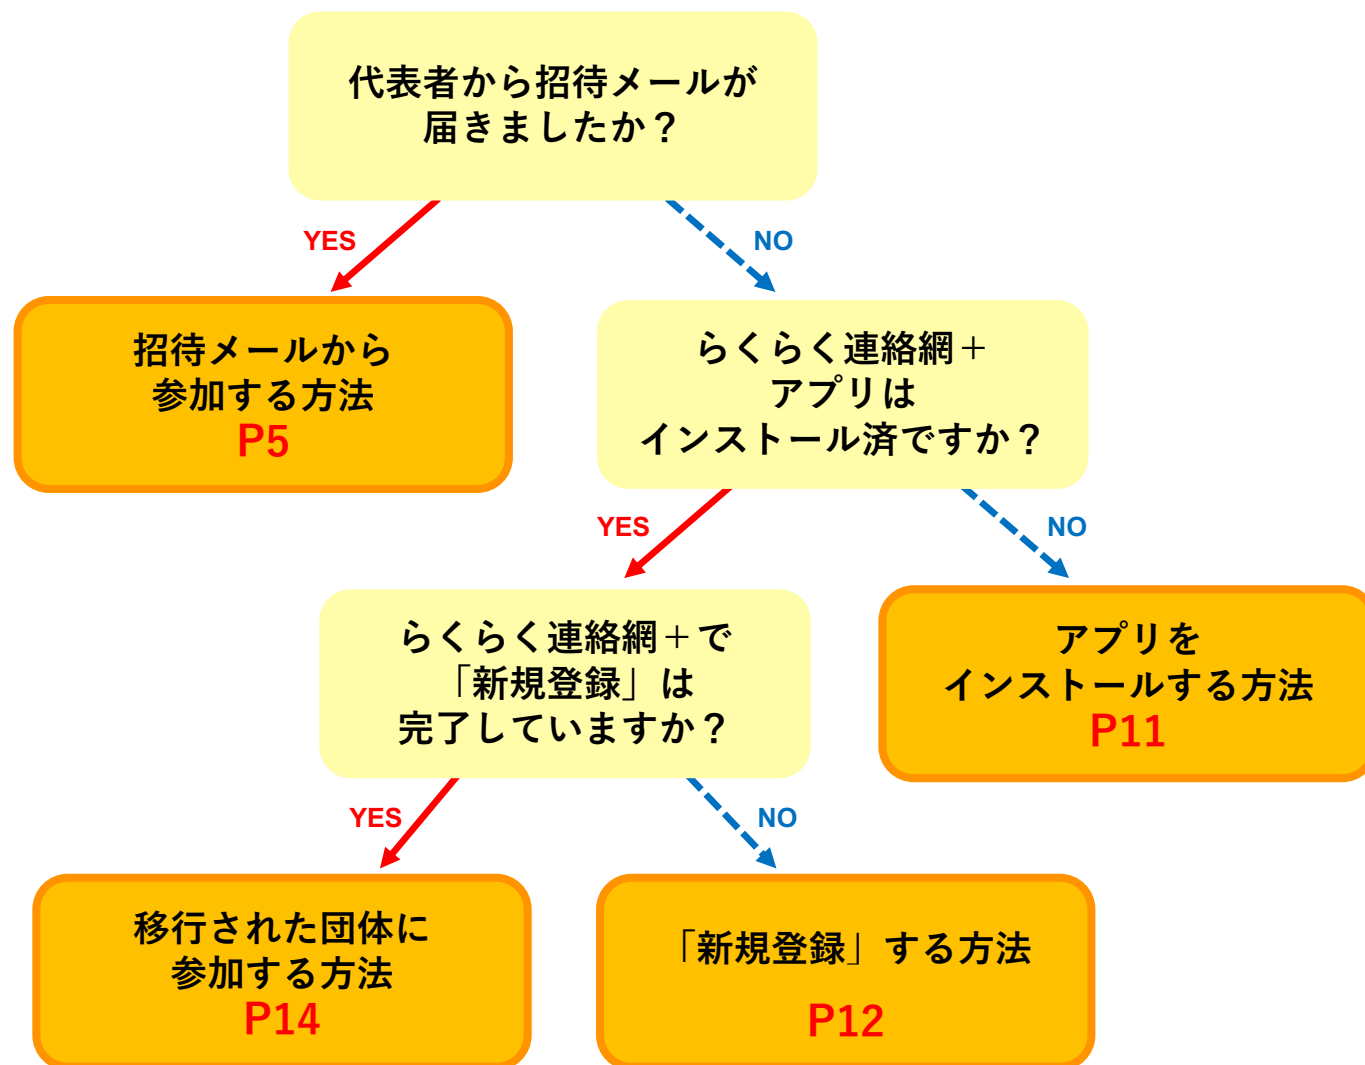 代表者から招待メールが
届きましたか？
YES
NO
招待メールから
参加する方法
P5
らくらく連絡網＋
アプリは
インストール済ですか？
YES
NO
らくらく連絡網＋で
「新規登録」は
完了していますか？
アプリを
インストールする方法
P11
YES
NO
移行された団体に
参加する方法
P14
「新規登録」する方法
P12